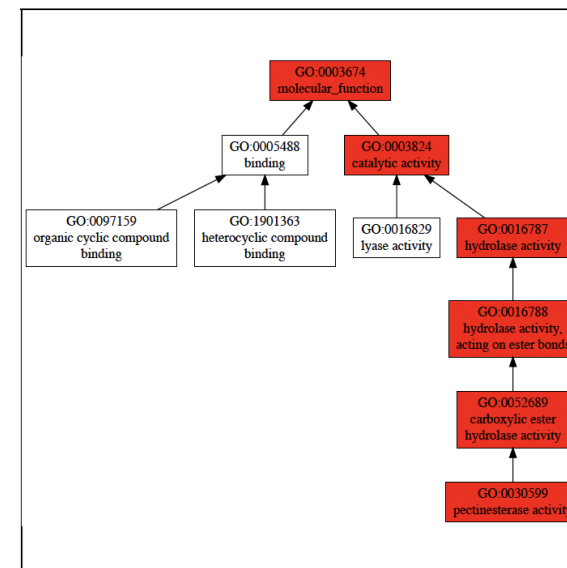 GO:0003674
molecular_function
GO:0005488
binding
GO:0003824
catalytic activity
GO:0097159
organic cyclic compound
binding
GO:1901363
heterocyclic compound
binding
GO:0016829
lyase activity
GO:0016787
hydrolase activity
GO:0016788
hydrolase activity,
acting on ester bonds
GO:0052689
carboxylic ester
hydrolase activity
GO:0030599
pectinesterase activity